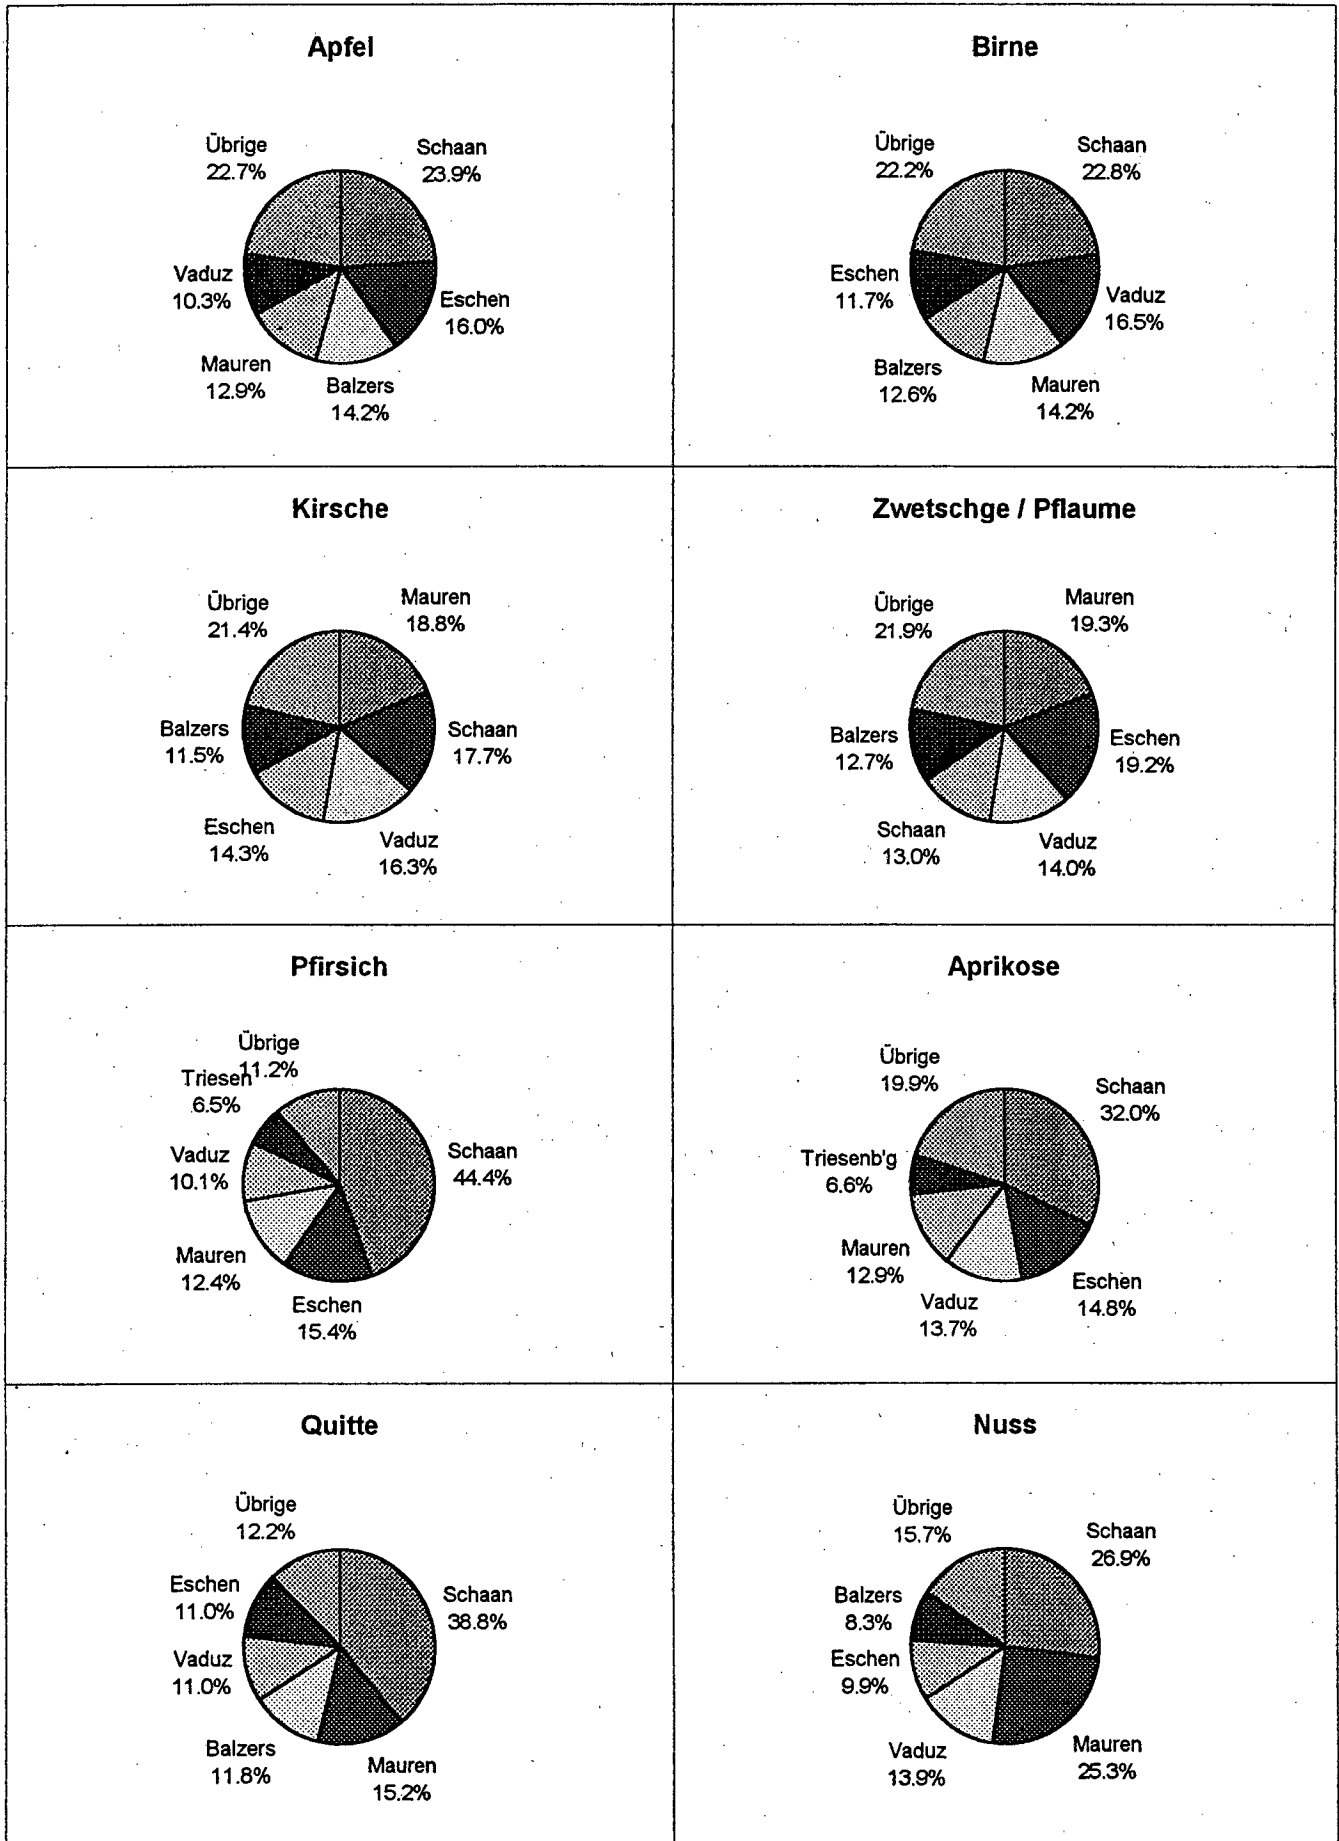 Apfel
Übrige
22.7%
Schaan
23.9%
Eschen
16.0%
Balzers
14.2%
Mauren
12.9%
Vaduz
10.3%
Birne
Übrige
22.2%
Schaan
22.8%
Vaduz
16.5%
Mauren
14.2%
Balzers
12.6%
Eschen
11.7%
Kirsche
Übrige
21.4%
Mauren
18.8%
Schaan
17.7%
Vaduz
16.3%
Eschen
14.3%
Balzers
11.5%
Zwetschge / Pflaume
Übrige
21.9%
Mauren
19.3%
Eschen
19.2%
Vaduz
14.0%
Schaan
13.0%
Balzers
12.7%
Pfirsich
Übrige
11.2%
Schaan
44.4%
Eschen
15.4%
Mauren
12.4%
Vaduz
10.1%
Triesen
6.5%
Aprikose
Übrige
19.9%
Schaan
32.0%
Eschen
14.8%
Vaduz
13.7%
Mauren
12.9%
Triesenb'g
6.6%
Quitte
Übrige
12.2%
Schaan
38.8%
Mauren
15.2%
Balzers
11.8%
Vaduz
11.0%
Eschen
11.0%
Nuss
Übrige
15.7%
Schaan
26.9%
Mauren
25.3%
Vaduz
13.9%
Eschen
9.9%
Balzers
8.3%